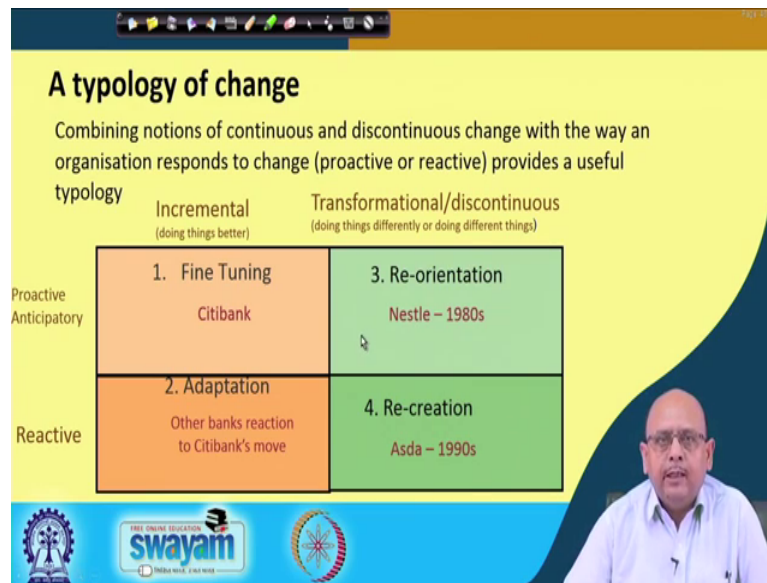 A typology of change
Combining notions of continuous and discontinuous change with the way an
organisation responds to change (proactive or reactive) provides a useful
typology
Incremental
(doing things better)
Transformational/discontinuous
(doing things differently or doing different things)
Proactive
Anticipatory
1. Fine Tuning
Citibank
3. Re-orientation
Nestle – 1980s
Reactive
2. Adaptation
Other banks reaction
to Citibank's move
4. Re-creation
Asda – 1990s
FREE ONLINE EDUCATION
swayam